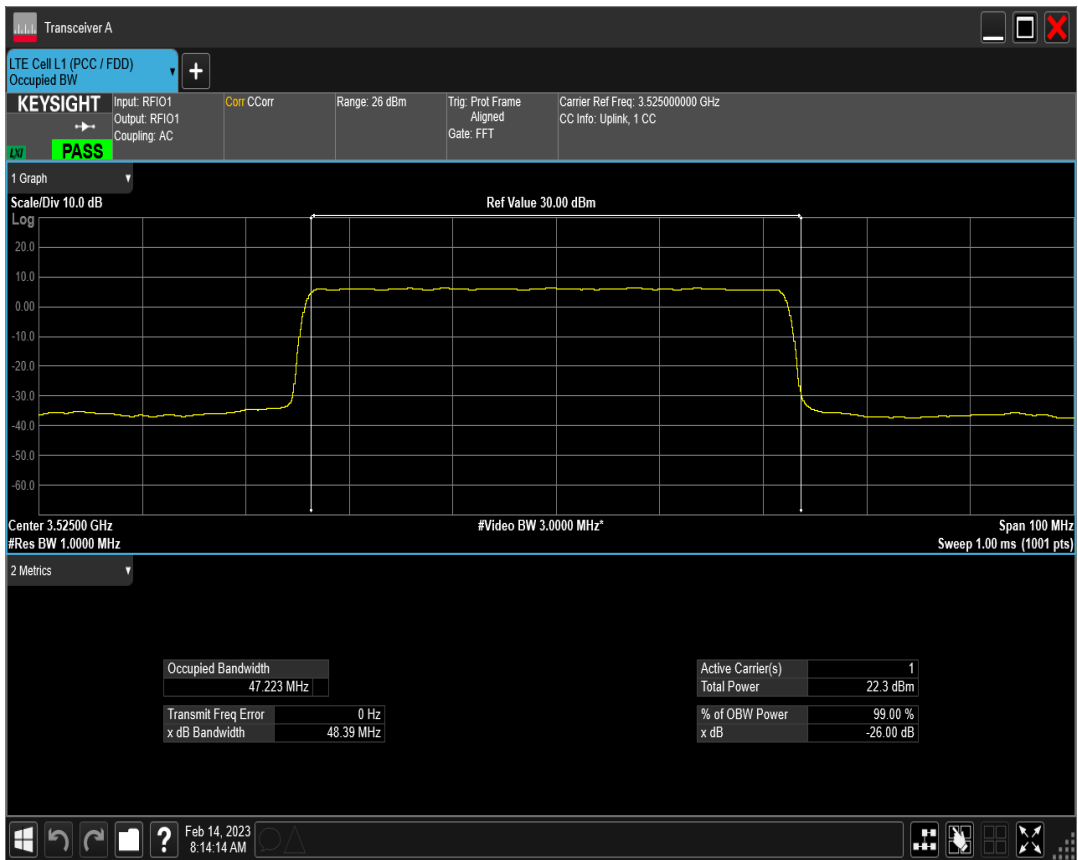 Transceiver A
LTE Cell L1 (PCC / FDD)
Occupied BW
+
KEYSIGHT
LXI
PASS
Input: RFIO1
Output: RFIO1
Coupling: AC
Corr CCorr
Range: 26 dBm
Trig: Prot Frame
Aligned
Gate: FFT
Carrier Ref Freq: 3.525000000 GHz
CC Info: Uplink, 1 CC
1 Graph
Scale/Div 10.0 dB
Ref Value 30.00 dBm
Log
20.0
10.0
0.00
-10.0
-20.0
-30.0
-40.0
-50.0
-60.0
Center 3.52500 GHz
#Video BW 3.0000 MHz*
Span 100 MHz
#Res BW 1.0000 MHz
Sweep 1.00 ms (1001 pts)
2 Metrics
Occupied Bandwidth
47.223 MHz
Transmit Freq Error 0 Hz
x dB Bandwidth 48.39 MHz
Active Carrier(s) 1
Total Power 22.3 dBm
% of OBW Power 99.00 %
x dB -26.00 dB
?
Feb 14, 2023
8:14:14 AM